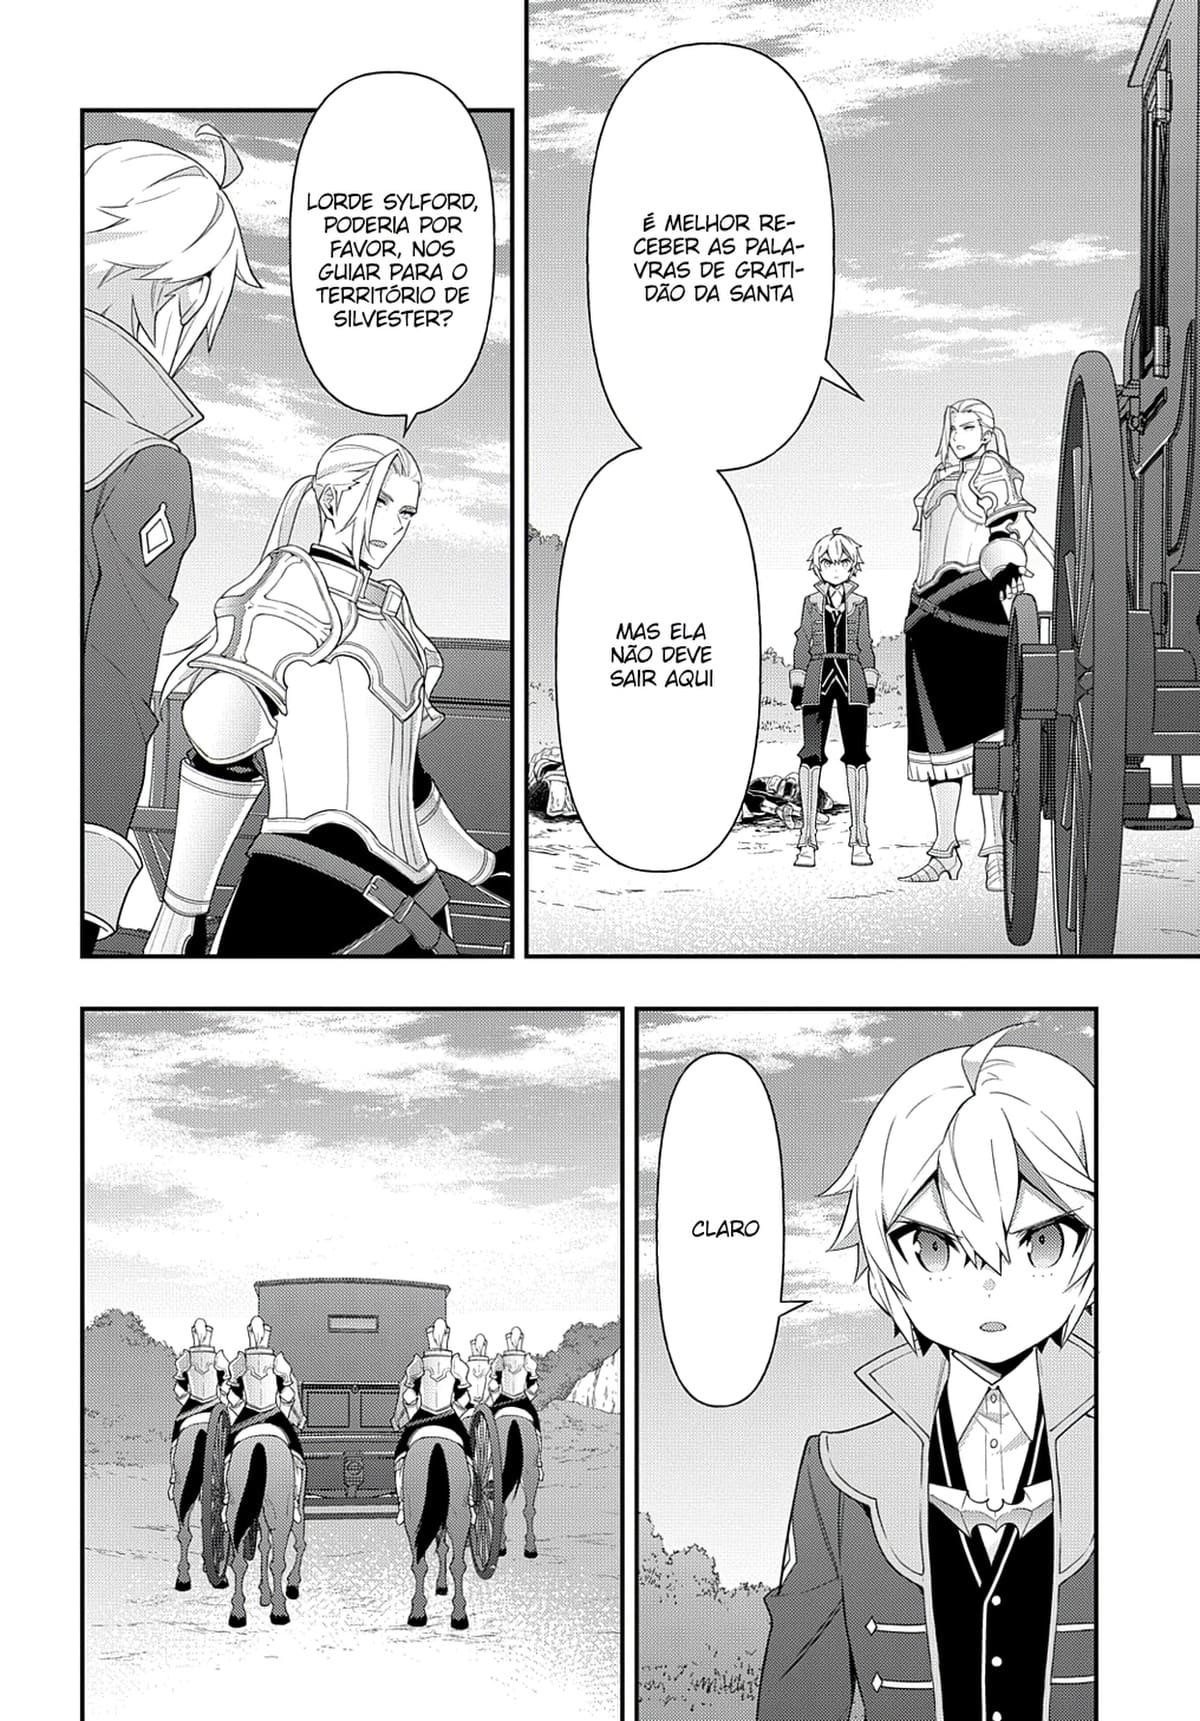 É MELHOR RE-
CEBER AS PALA-
VRAS DE GRATI-
DÃO DA SANTA
MAS ELA
NÃO DEVE
SAIR AQUI
LORDE SYLFORD,
PODERIA POR
FAVOR, NOS
GUIAR PARA O
TERRITÓRIO DE
SILVESTER?
CLARO